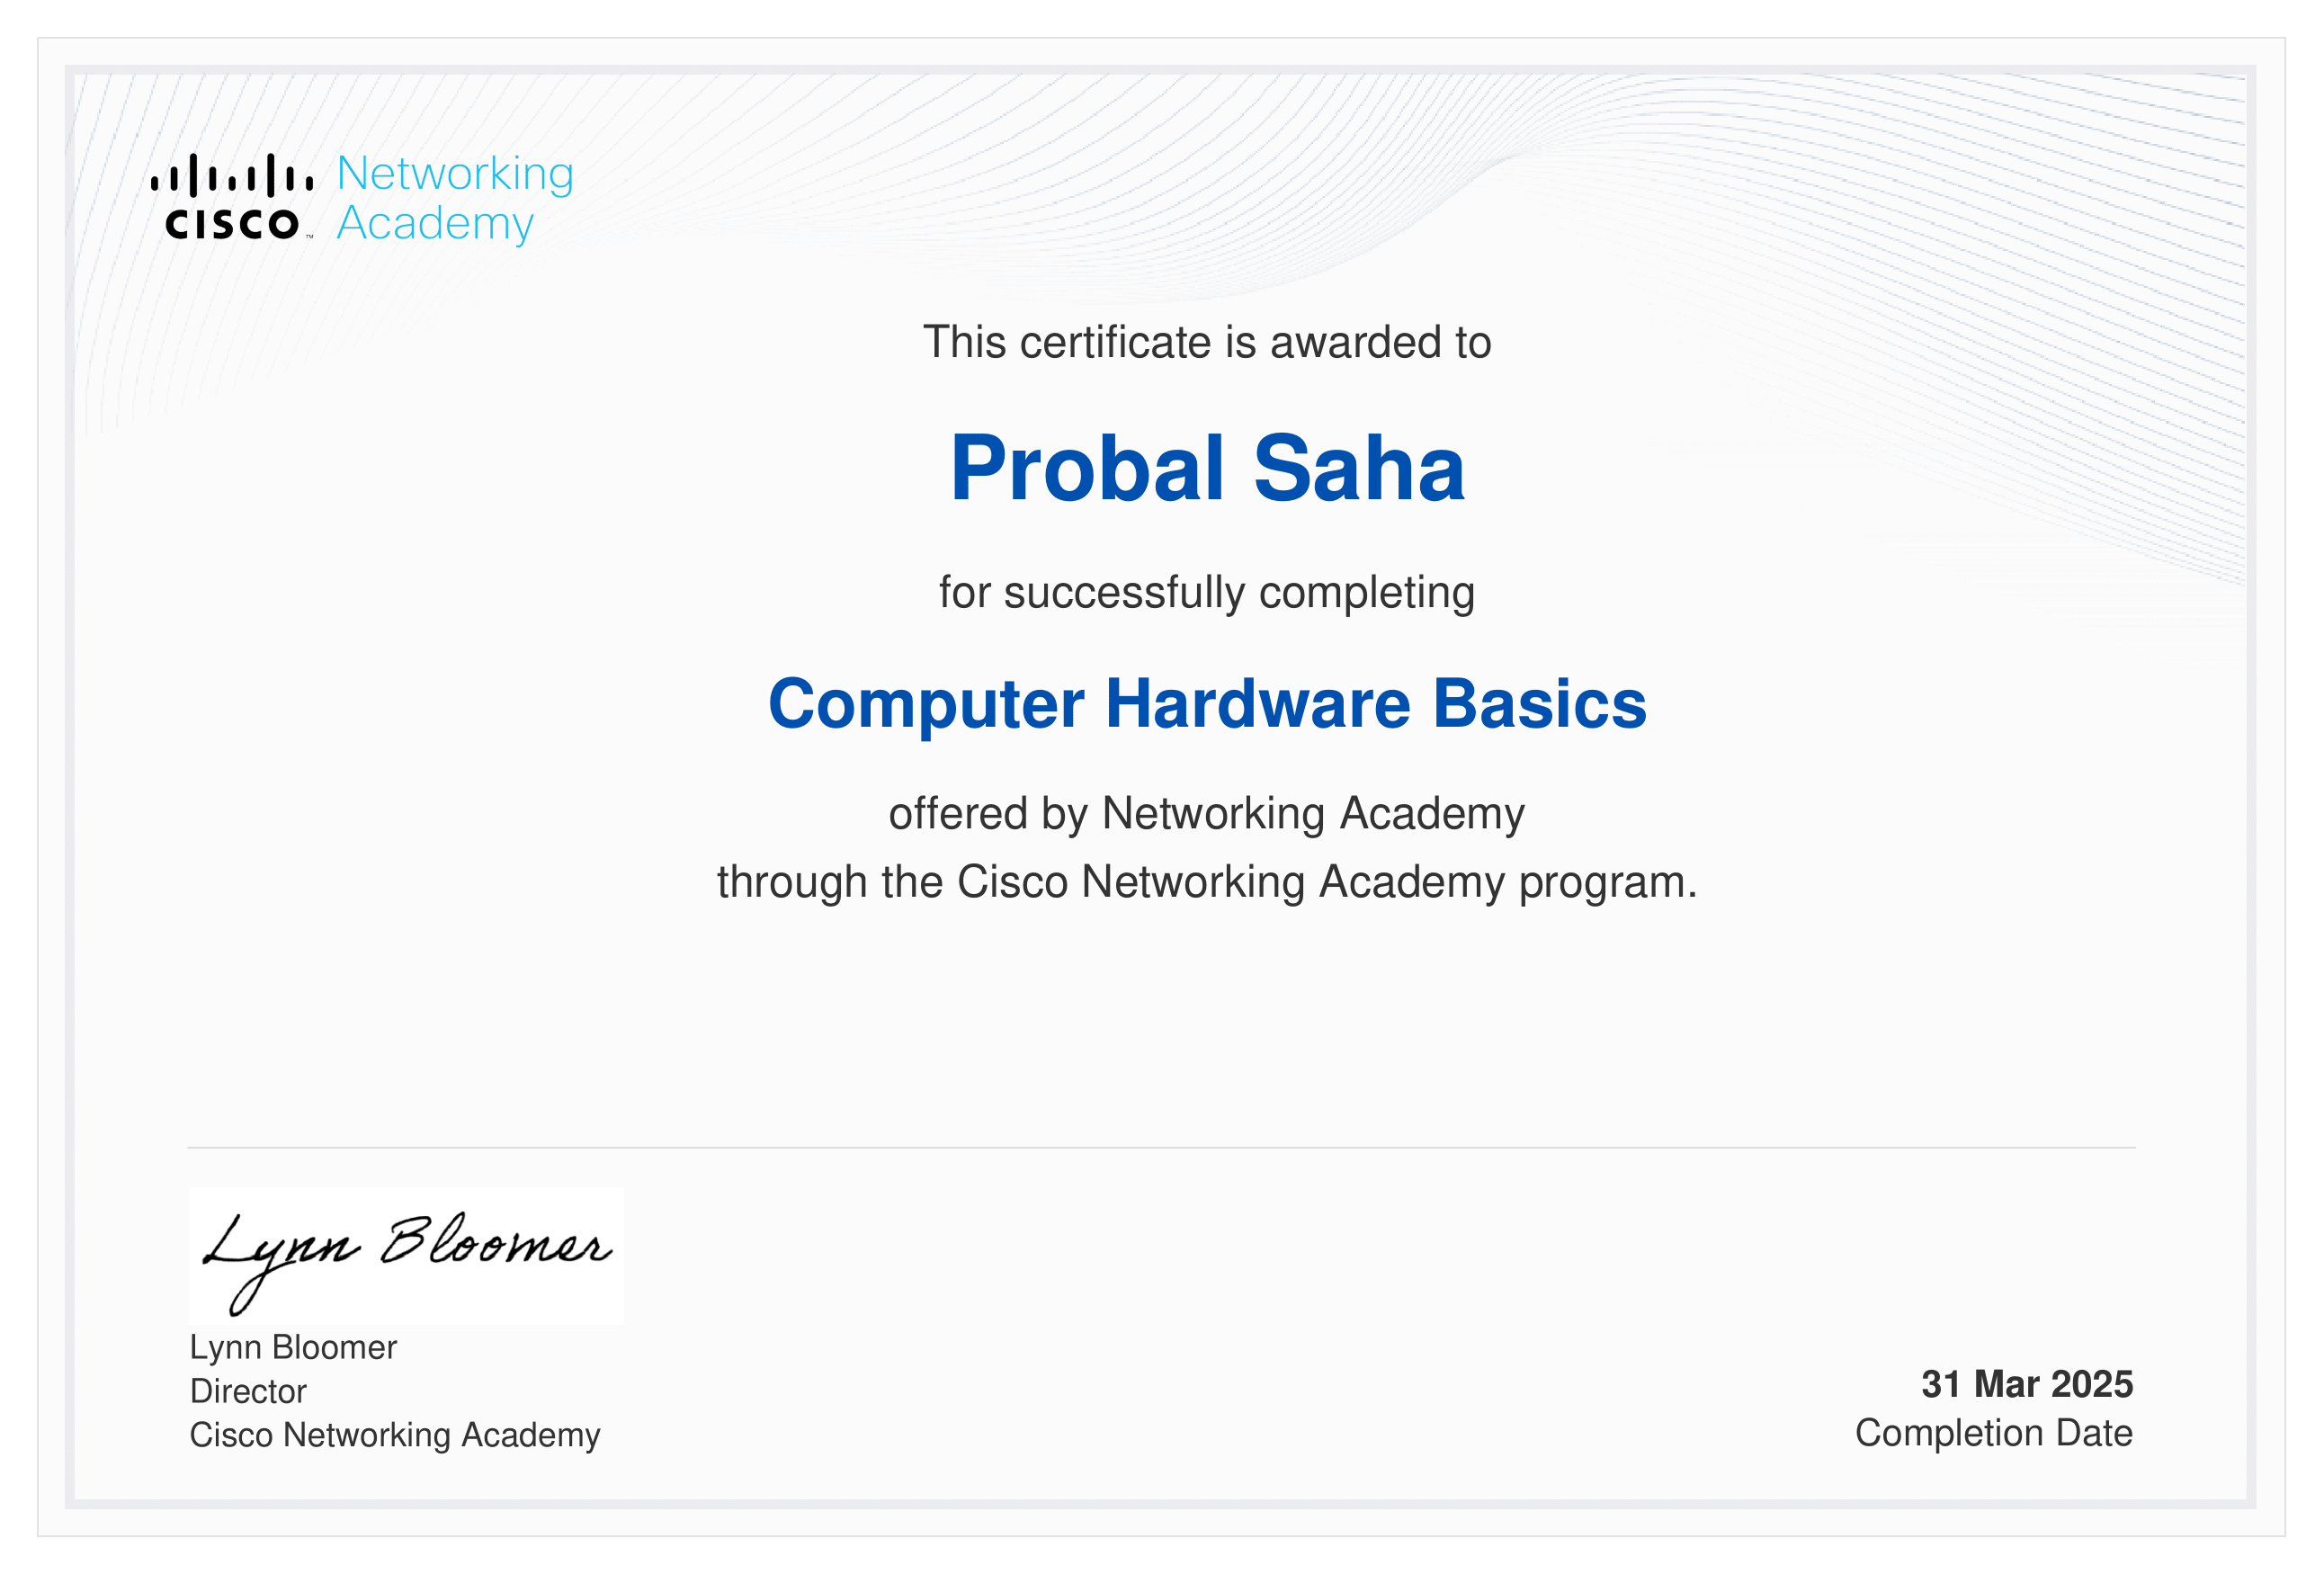 Networking
CISCO™ Academy
This certificate is awarded to
Probal Saha
for successfully completing
Computer Hardware Basics
offered by Networking Academy
through the Cisco Networking Academy program.
Lynn Bloomer
Lynn Bloomer
Director
Cisco Networking Academy
31 Mar 2025
Completion Date